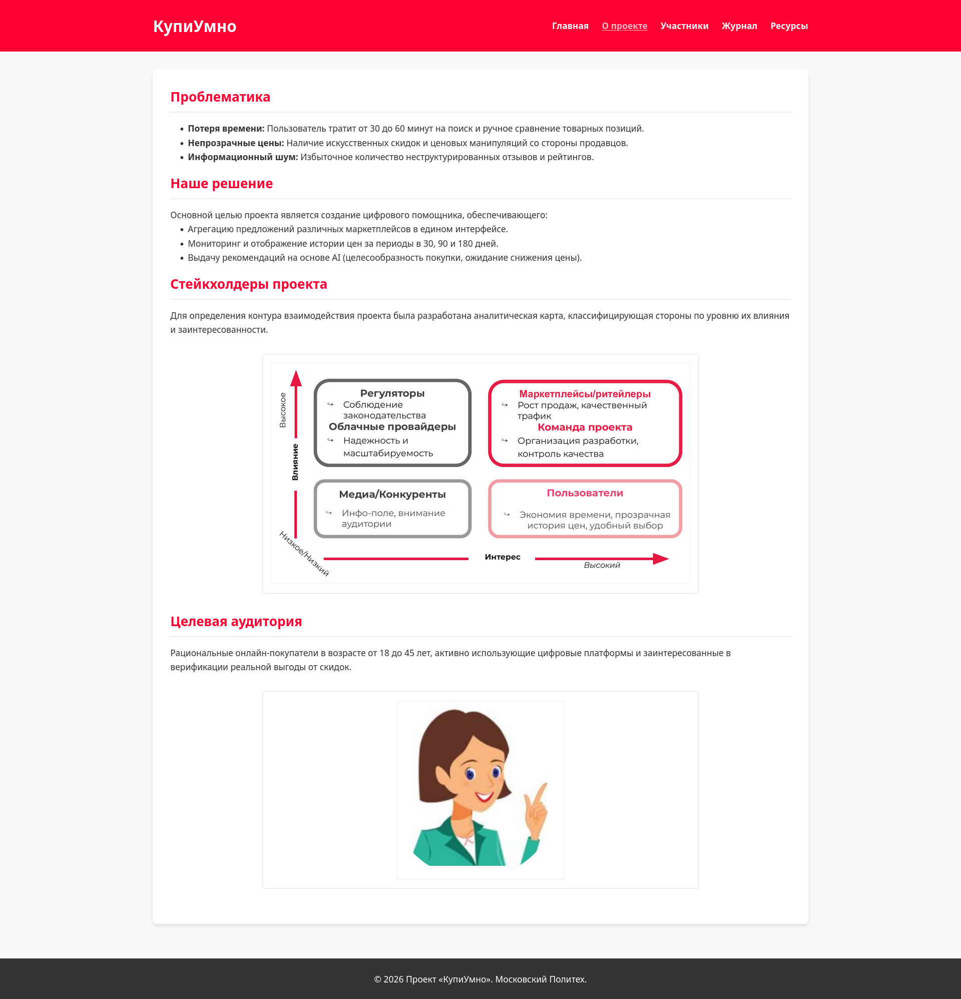 КупиУмно
Главная О проекте Участники Журнал Ресурсы
Проблематика
• Потеря времени: Пользователь тратит от 30 до 60 минут на поиск и ручное сравнение товарных позиций.
• Непрозрачные цены: Наличие искусственных скидок и ценовых манипуляций со стороны продавцов.
• Информационный шум: Избыточное количество неструктурированных отзывов и рейтингов.
Наше решение
Основной целью проекта является создание цифрового помощника, обеспечивающего:
• Агрегацию предложений различных маркетплейсов в едином интерфейсе.
• Мониторинг и отображение истории цен за периоды в 30, 90 и 180 дней.
• Выдачу рекомендаций на основе AI (целесообразность покупки, ожидание снижения цены).
Стейкхолдеры проекта
Для определения контура взаимодействия проекта была разработана аналитическая карта, классифицирующая стороны по уровню их влияния
и заинтересованности.
Высокое
Влияние
Низкое/Низкий
Регуляторы
↪ Соблюдение
законодательства
Облачные провайдеры
↪ Надежность и
масштабируемость
Маркетплейсы/ритейлеры
↪ Рост продаж, качественный
трафик
Команда проекта
↪ Организация разработки,
контроль качества
Медиа/Конкуренты
↪ Инфо-поле, внимание
аудитории
Пользователи
↪ Экономия времени, прозрачная
история цен, удобный выбор
Интерес
Высокий
Целевая аудитория
Рациональные онлайн-покупатели в возрасте от 18 до 45 лет, активно использующие цифровые платформы и заинтересованные в
верификации реальной выгоды от скидок.
© 2026 Проект «КупиУмно». Московский Политех.